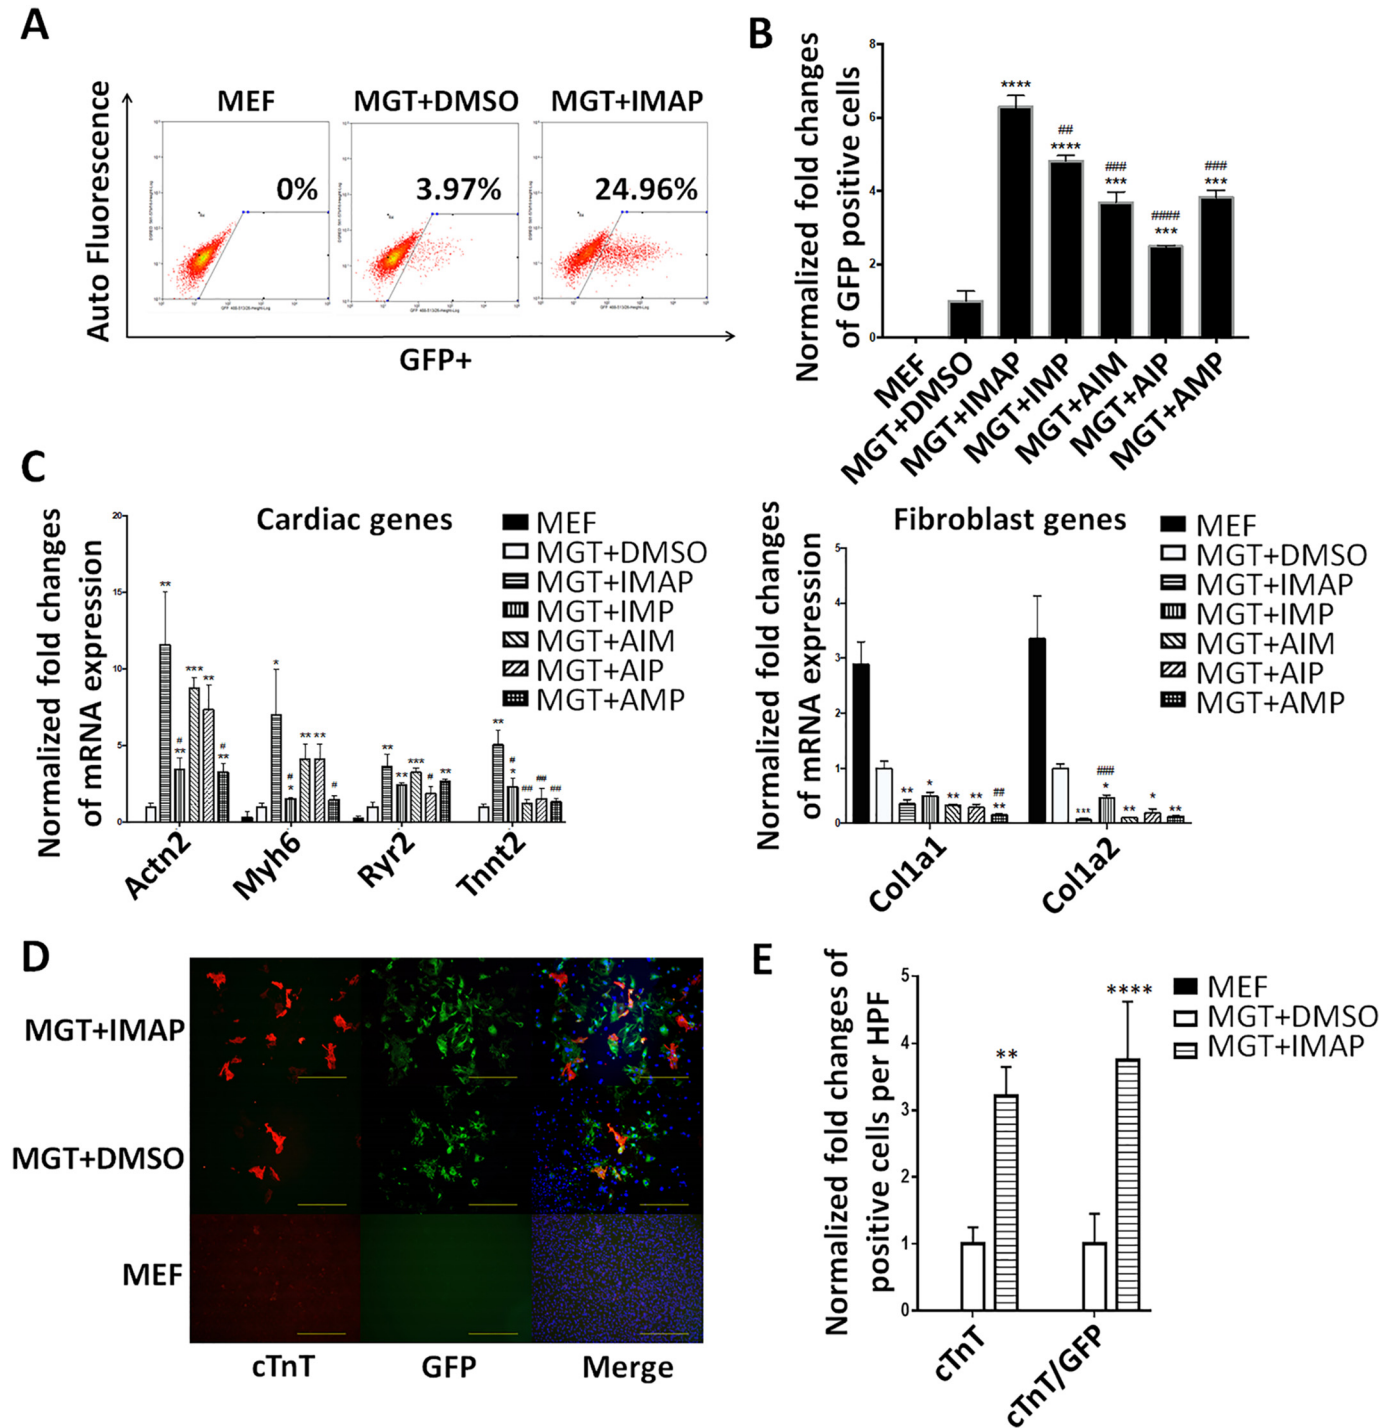 A
MEF
MGT+DMSO
MGT+IMAP
0%
3.97%
24.96%
Auto Fluorescence
GFP+
B
Normalized fold changes
of GFP positive cells
8
6
4
2
0
****
##
****
###
***
####
***
###
***
MEF
MGT+DMSO
MGT+IMAP
MGT+IMP
MGT+AIM
MGT+AIP
MGT+AMP
C
Normalized fold changes
of mRNA expression
Cardiac genes
20
15
10
5
0
**
#
**
***
**
#
**
*
#
*
**
**
#
**
**
***
#
**
**
#
*
##
##
##
Actn2
Myh6
Ryr2
Tnnt2
MEF
MGT+DMSO
MGT+IMAP
MGT+IMP
MGT+AIM
MGT+AIP
MGT+AMP
Normalized fold changes
of mRNA expression
Fibroblast genes
5
4
3
2
1
0
**
*
**
**
##
**
***
###
*
**
*
**
Col1a1
Col1a2
MEF
MGT+DMSO
MGT+IMAP
MGT+IMP
MGT+AIM
MGT+AIP
MGT+AMP
D
MGT+IMAP
MGT+DMSO
MEF
cTnT
GFP
Merge
E
Normalized fold changes of
positive cells per HPF
5
4
3
2
1
0
**
****
cTnT
cTnT/GFP
MEF
MGT+DMSO
MGT+IMAP